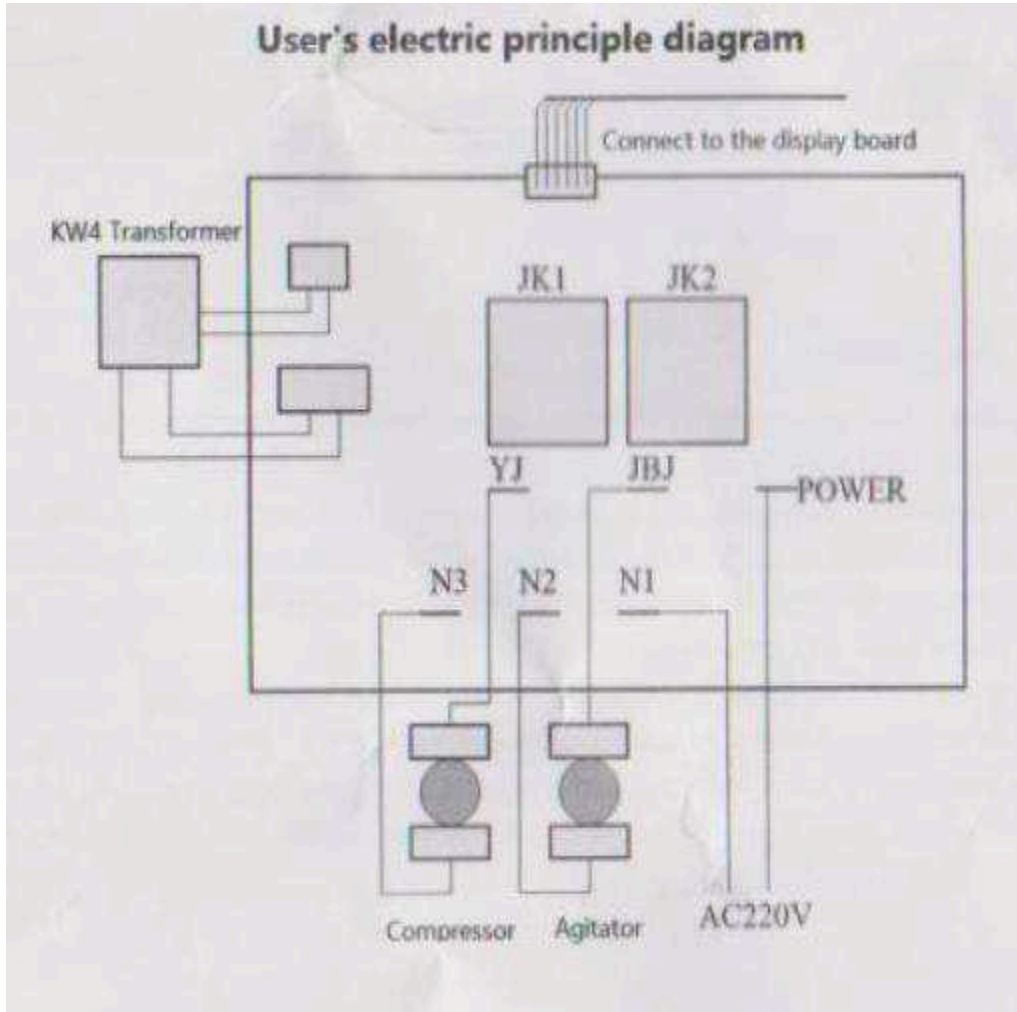 User's electric principle diagram
Connect to the display board
KW4 Transformer
JK1
JK2
YJ
JBJ
POWER
N3
N2
N1
AC220V
Compressor
Agitator